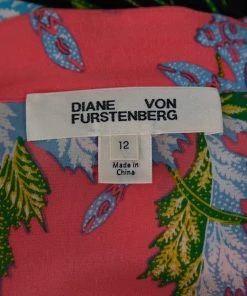 DIANE VON
FURSTENBERG
12
Made in
China